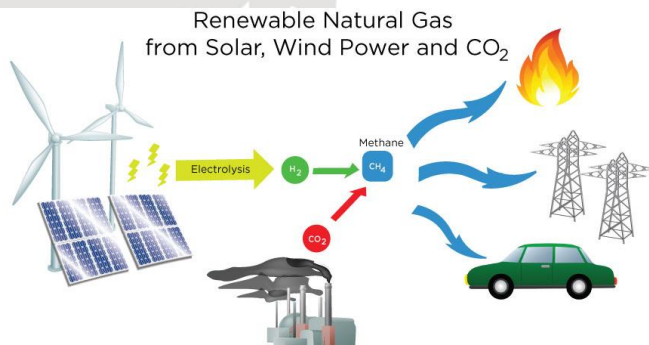 Renewable Natural Gas
from Solar, Wind Power and CO₂
Methane
Electrolysis
H₂
CH₄
CO₂